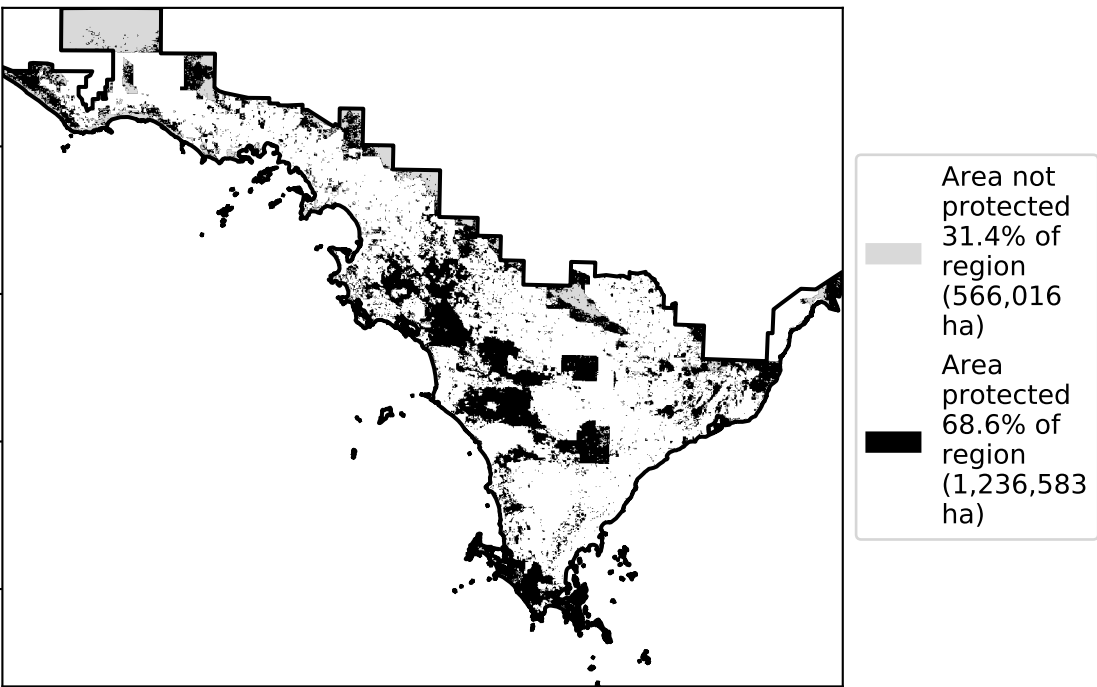 Area not
protected
31.4% of
region
(566,016
ha)
Area
protected
68.6% of
region
(1,236,583
ha)